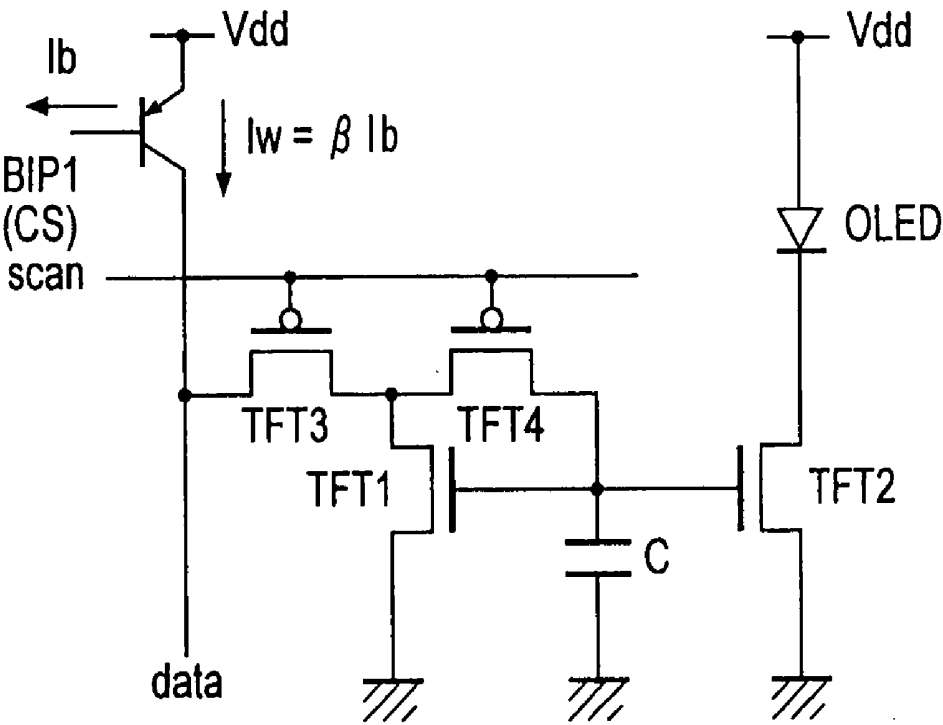 Vdd
Vdd
Ib
Iw = β Ib
BIP1
(CS)
OLED
scan
TFT3
TFT4
TFT1
TFT2
C
data